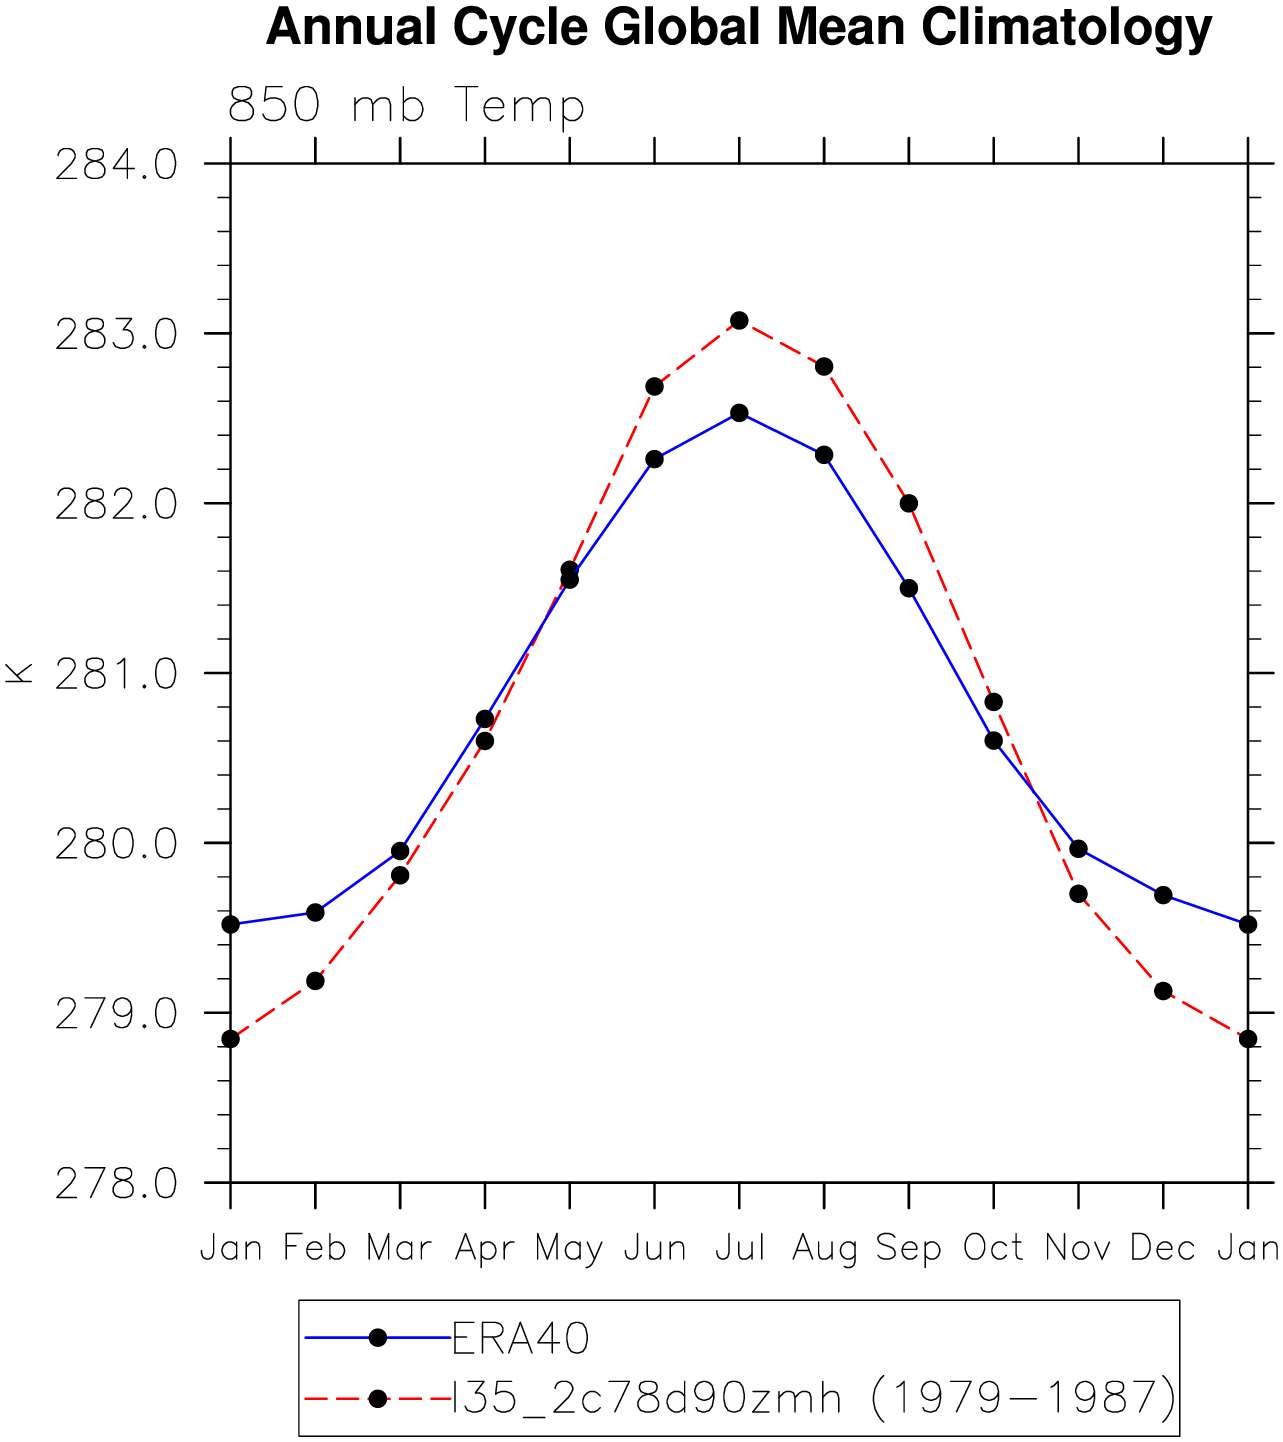 Annual Cycle Global Mean Climatology
850 mb Temp
284.0
283.0
282.0
281.0
280.0
279.0
278.0
K
Jan Feb Mar Apr May Jun Jul Aug Sep Oct Nov Dec Jan
ERA40
I35_2c78d90zmh (1979-1987)